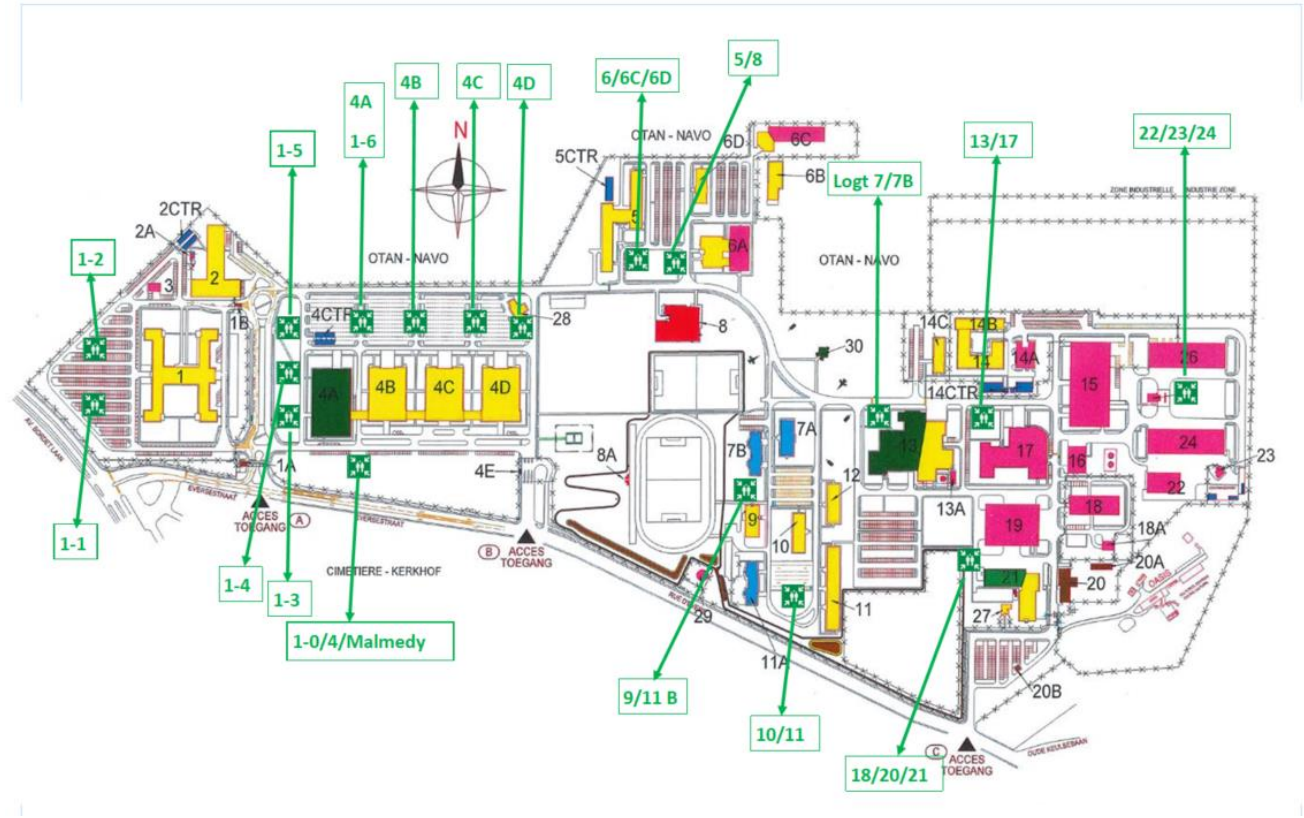 5/8
6/6C/6D
4B
4C
4D
4A
1-6
22/23/24
13/17
1-5
N
OTAN - NAVO
6D
6C
5CTR
6B
Logt 7/7B
ZONE INDUSTRIELLE
INDUSTRIE ZONE
2CTR
2A
1-2
2
3
5
6A
OTAN - NAVO
OTAN - NAVO
1B
28
4CTR
8
30
14C
14B
14
14A
26
1
4A
4B
4C
4D
14CTR
15
7B
7A
13
17
24
16
23
22
1A
4E
8A
12
13A
9
10
18
19
18A
AV. BORDET LAAN
EVERSESTRAAT
ACCES
TOEGANG
A
EVERSESTRAAT
B
ACCES
TOEGANG
1-1
CIMETIERE - KERKHOF
20A
OASIS
21
20
11
27
29
11A
1-4
1-3
1-0/4/Malmedy
20B
9/11 B
10/11
OUDE KEULSEBAAN
18/20/21
C
ACCES
TOEGANG